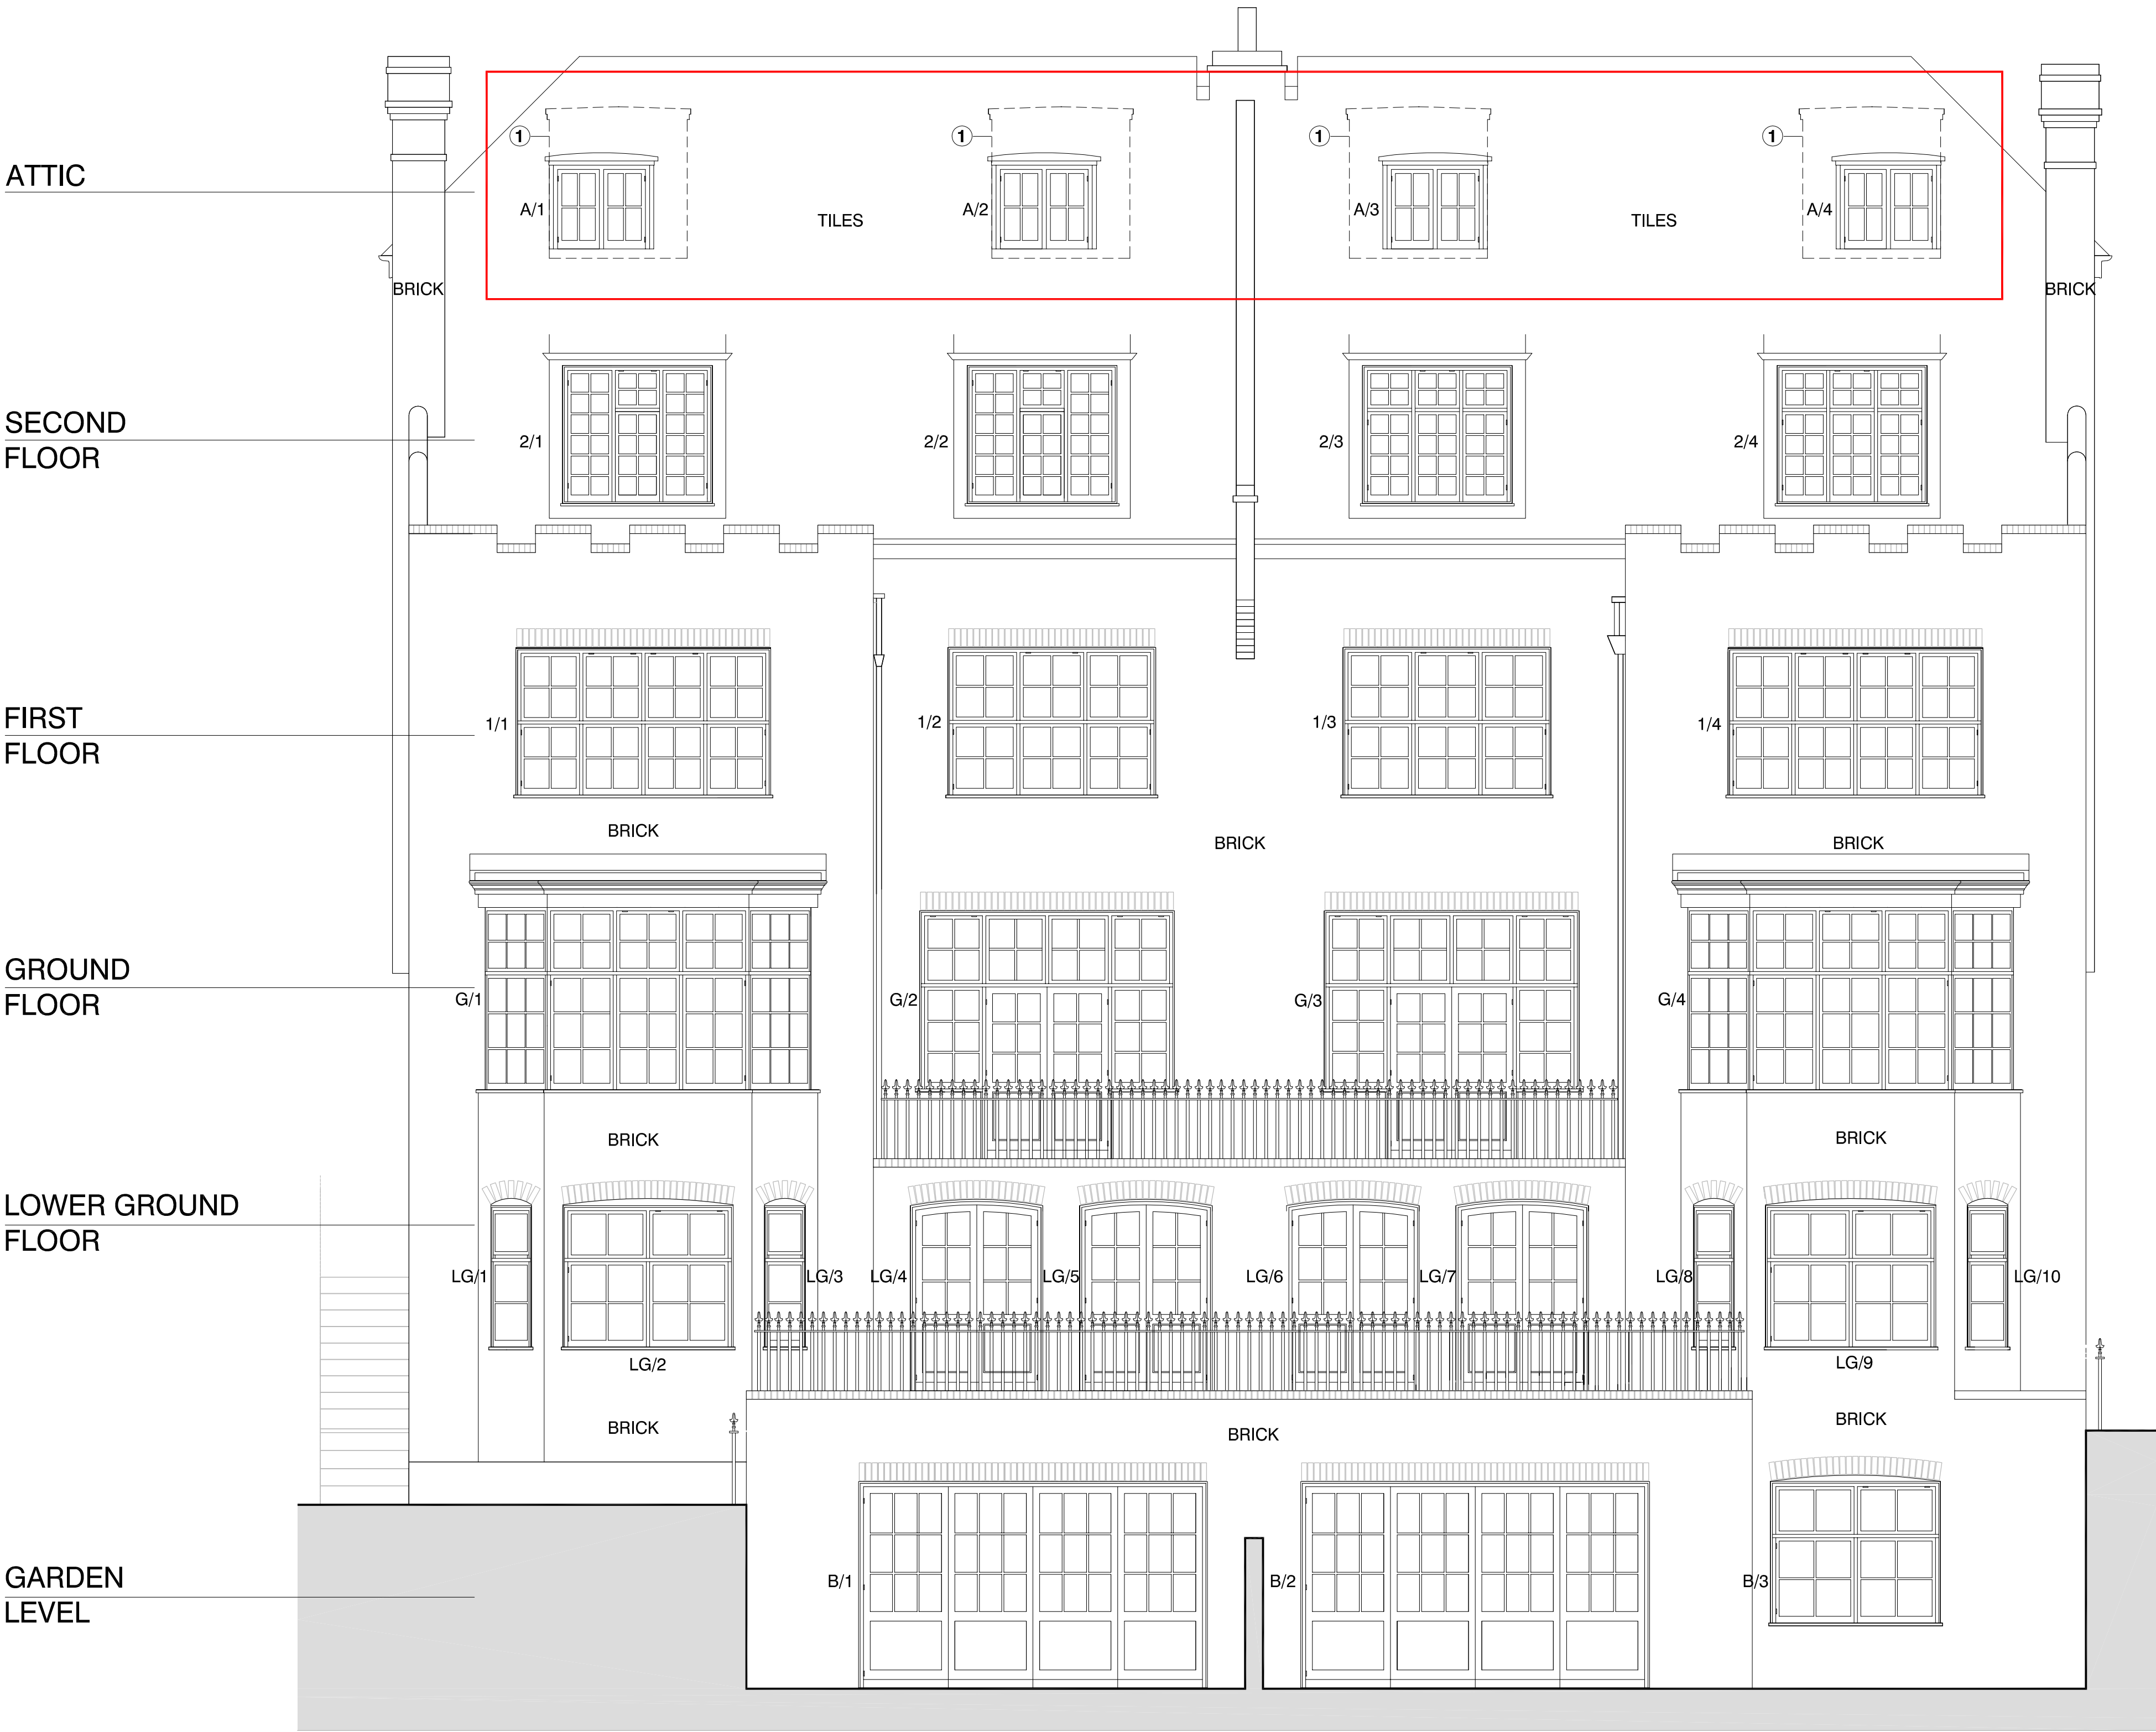 1
1
1
1
ATTIC
A/1
TILES
A/2
A/3
TILES
A/4
BRICK
BRICK
SECOND
FLOOR
2/1
2/2
2/3
2/4
FIRST
FLOOR
1/1
1/2
1/3
1/4
BRICK
BRICK
BRICK
GROUND
FLOOR
G/1
G/2
G/3
G/4
BRICK
BRICK
LOWER GROUND
FLOOR
LG/1
LG/3
LG/4
LG/5
LG/6
LG/7
LG/8
LG/10
LG/2
LG/9
BRICK
BRICK
BRICK
GARDEN
LEVEL
B/1
B/2
B/3